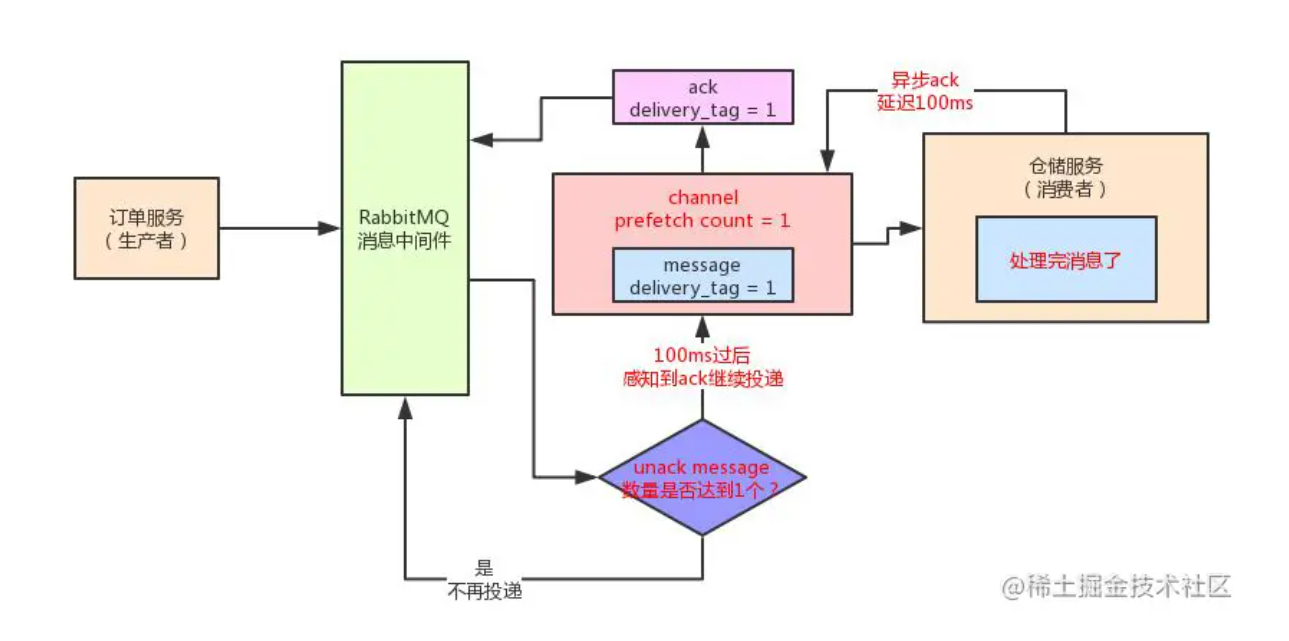 订单服务
（生产者）
RabbitMQ
消息中间件
ack
delivery_tag = 1
异步ack
延迟100ms
channel
prefetch count = 1
message
delivery_tag = 1
仓储服务
（消费者）
处理完消息了
100ms过后
感知到ack继续投递
unack message
数量是否达到1个？
是
不再投递
@稀土掘金技术社区